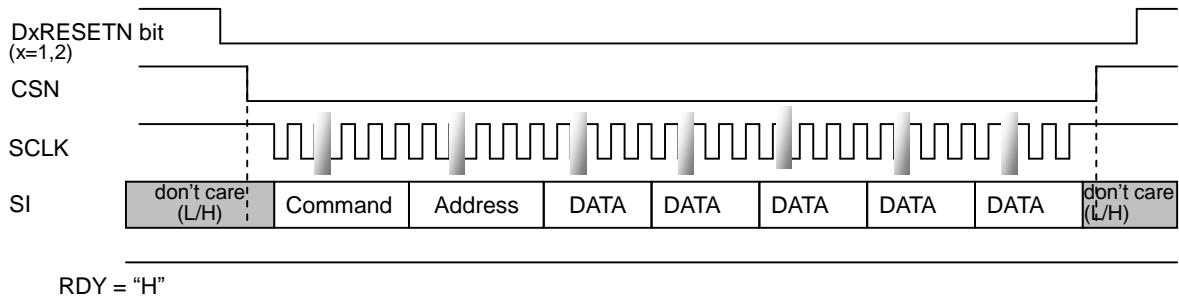 DxRESETN bit
(x=1,2)
CSN
SCLK
SI
don't care
(L/H)
Command
Address
DATA
DATA
DATA
DATA
DATA
don't care
(L/H)
RDY = “H”